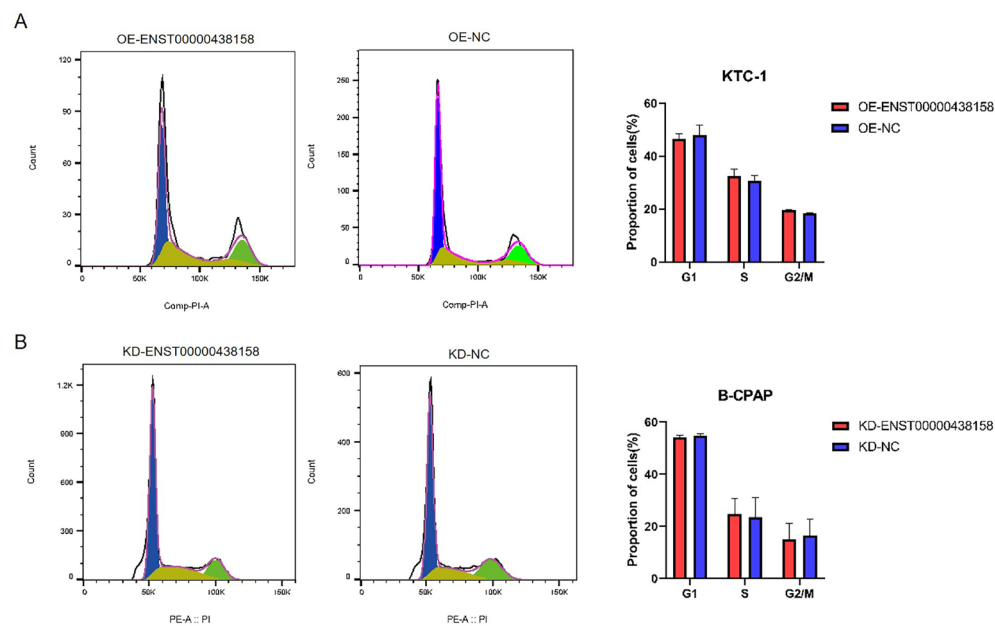 A
OE-ENST00000438158
OE-NC
120
90
60
30
0
Count
0
50K
100K
150K
Comp-PI-A
250
200
150
100
50
0
Count
0
50K
100K
150K
Comp-PI-A
KTC-1
60
40
20
0
Proportion of cells(%)
G1
S
G2/M
OE-ENST00000438158
OE-NC
B
KD-ENST00000438158
KD-NC
1.2K
900
600
300
0
Count
0
50K
100K
150K
PE-A :: PI
600
400
200
0
Count
0
50K
100K
150K
PE-A :: PI
B-CPAP
60
40
20
0
Proportion of cells(%)
G1
S
G2/M
KD-ENST00000438158
KD-NC